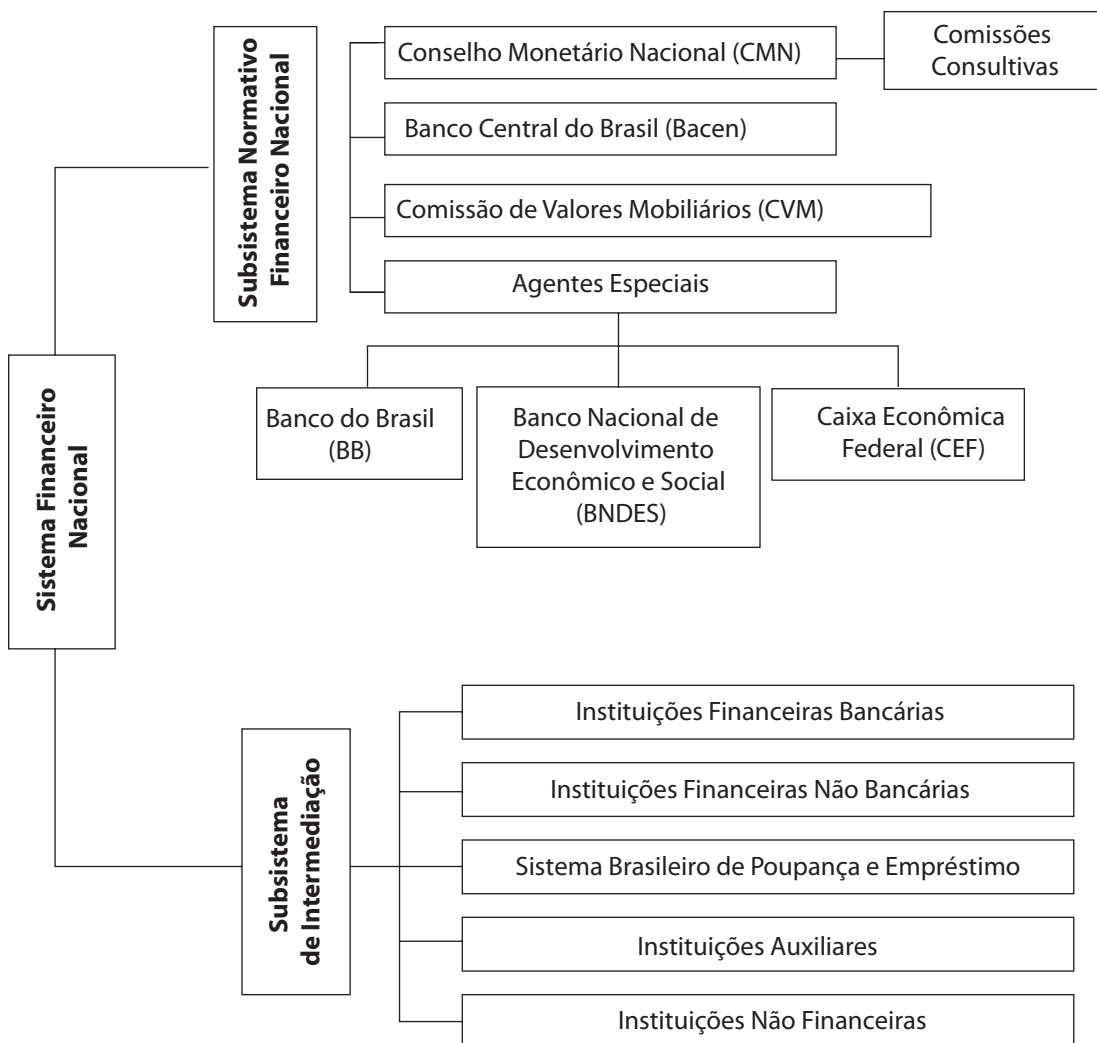 Sistema Financeiro
Nacional
Subsistema Normativo
Financeiro Nacional
Conselho Monetário Nacional (CMN)
Comissões
Consultivas
Banco Central do Brasil (Bacen)
Comissão de Valores Mobiliários (CVM)
Agentes Especiais
Banco do Brasil
(BB)
Banco Nacional de
Desenvolvimento
Econômico e Social
(BNDES)
Caixa Econômica
Federal (CEF)
Subsistema
de Intermediação
Instituições Financeiras Bancárias
Instituições Financeiras Não Bancárias
Sistema Brasileiro de Poupança e Empréstimo
Instituições Auxiliares
Instituições Não Financeiras